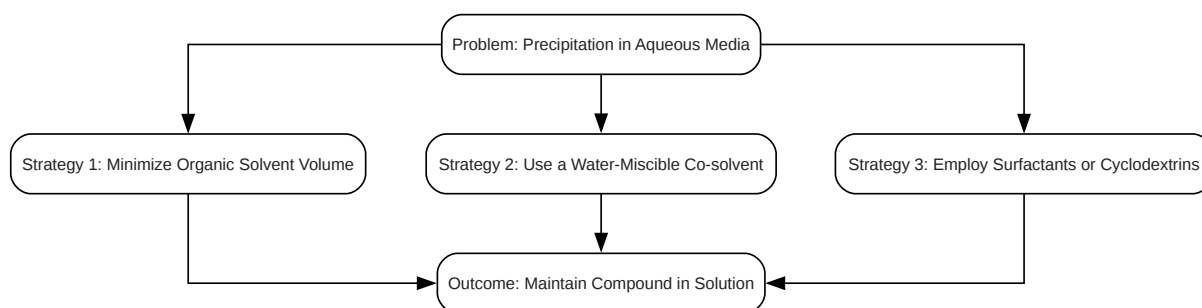 Problem: Precipitation in Aqueous Media
Strategy 1: Minimize Organic Solvent Volume
Strategy 2: Use a Water-Miscible Co-solvent
Strategy 3: Employ Surfactants or Cyclodextrins
Outcome: Maintain Compound in Solution